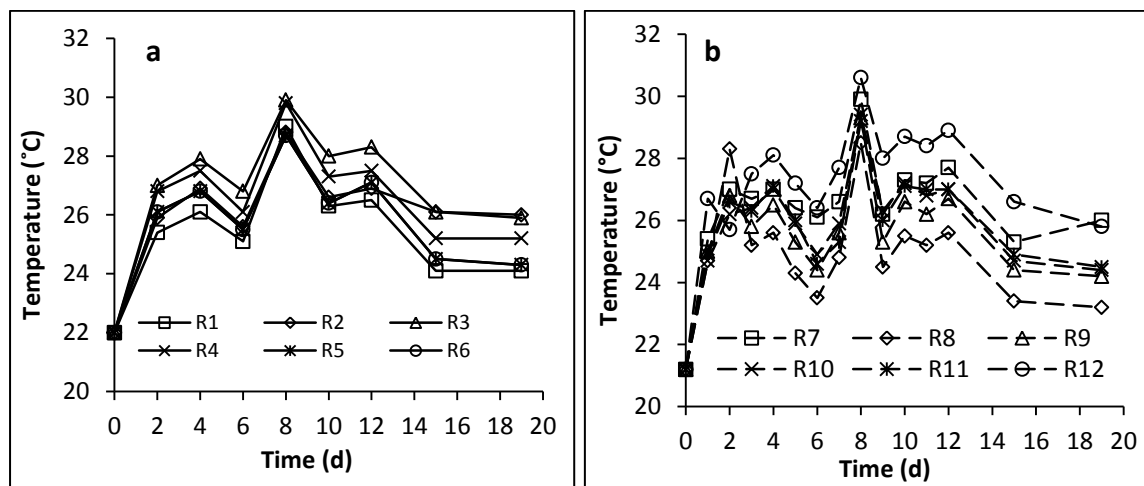 a
32
30
28
26
24
22
20
Temperature (°C)
R1 R2 R3
R4 R5 R6
0 2 4 6 8 10 12 14 16 18 20
Time (d)
b
32
30
28
26
24
22
20
Temperature (°C)
R7 R8 R9
R10 R11 R12
0 2 4 6 8 10 12 14 16 18 20
Time (d)